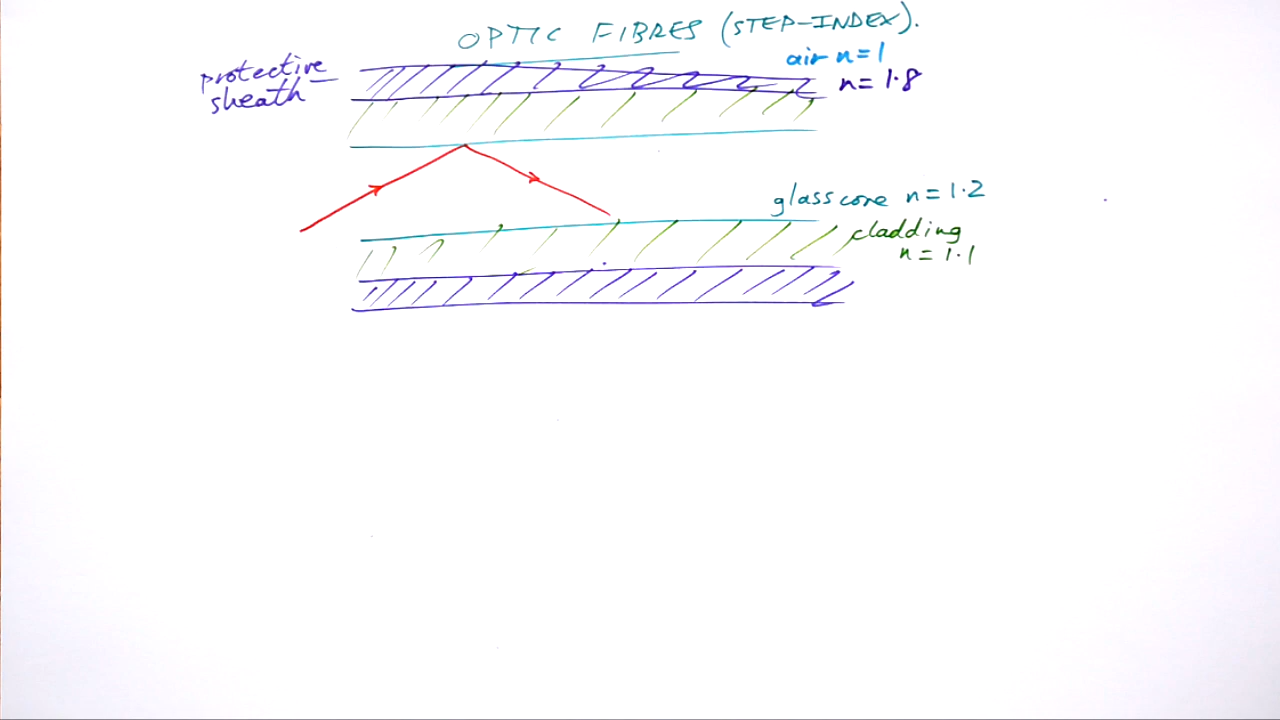 OPTIC FIBRES (STEP-INDEX).
air n=1
protective
sheath
n=1.8
glass core n=1.2
cladding
n=1.1